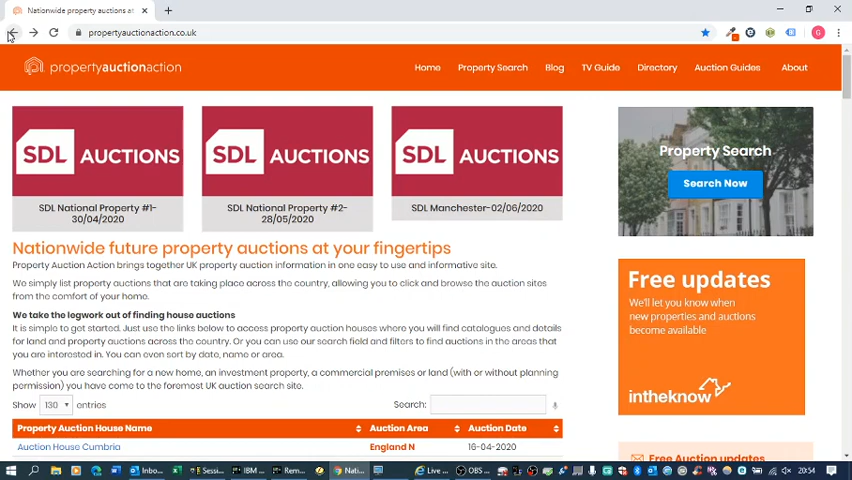 Nationwide property auctions at
propertyauctionaction.co.uk
G
propertyauctionaction
Home
Property Search
Blog
TV Guide
Directory
Auction Guides
About
SDL AUCTIONS
SDL AUCTIONS
SDL AUCTIONS
SDL National Property #1-
30/04/2020
SDL National Property #2-
28/05/2020
SDL Manchester-02/06/2020
Property Search
Search Now
Nationwide future property auctions at your fingertips
Property Auction Action brings together UK property auction information in one easy to use and informative site.
We simply list property auctions that are taking place across the country, allowing you to click and browse the auction sites
from the comfort of your home.
We take the legwork out of finding house auctions
It is simple to get started. Just use the links below to access property auction houses where you will find catalogues and details
for land and property auctions across the country. Or you can use our search field and filters to find auctions in the areas that
you are interested in. You can even sort by date, name or area.
Whether you are searching for a new home, an investment property, a commercial premises or land (with or without planning
permission) you have come to the foremost UK auction search site.
Free updates
We'll let you know when
new properties and auctions
become available
intheknow
Show 130 entries
Search:
Property Auction House Name
Auction Area
Auction Date
Auction House Cumbria
England N
16-04-2020
Free Auction updates
Inbo...
Sessi...
IBM ...
Rem...
Nati...
Live ...
OBS ...
20:54